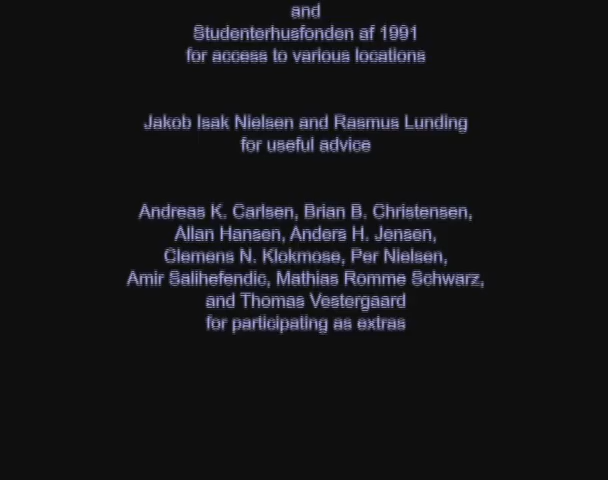 and
Studenterhusfonden af 1991
for access to various locations
Jakob Isak Nielsen and Rasmus Lunding
for useful advice
Andreas K. Carlsen, Brian B. Christensen,
Allan Hansen, Anders H. Jensen,
Clemens N. Klokmose, Per Nielsen,
Amir Salihefendic, Mathias Romme Schwarz,
and Thomas Vestergaard
for participating as extras